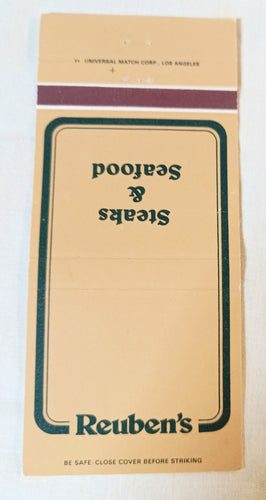 UNIVERSAL MATCH CORP., LOS ANGELES
Steaks
&
Seafood
Reuben's
BE SAFE-CLOSE COVER BEFORE STRIKING